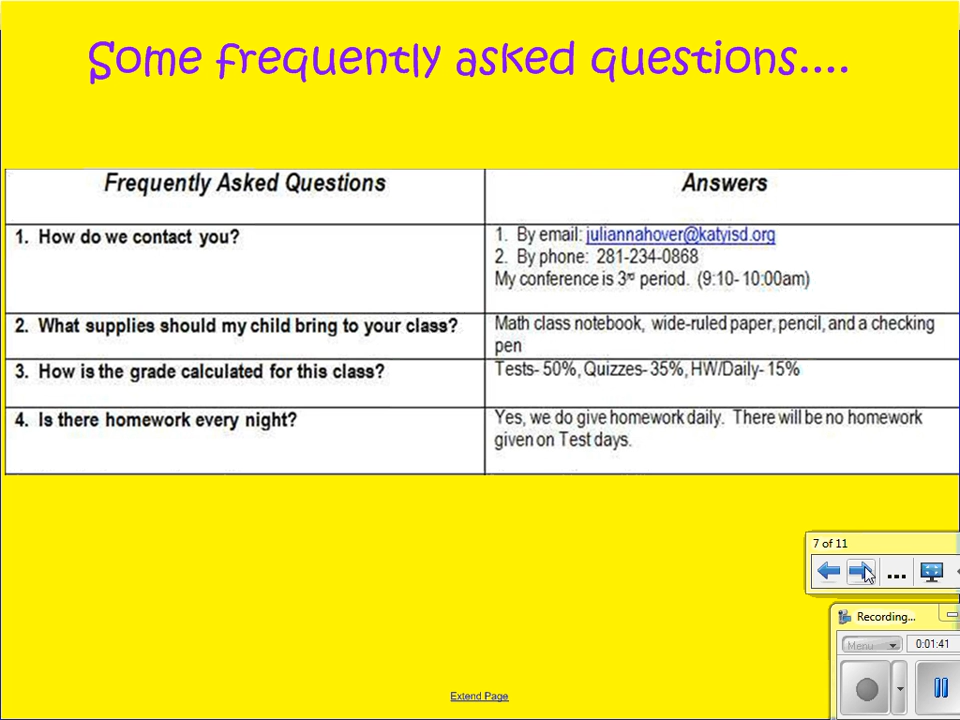 Some frequently asked questions....
Frequently Asked Questions
Answers
1. How do we contact you?
1. By email: juliannahover@katyisd.org
2. By phone: 281-234-0868
My conference is 3rd period. (9:10- 10:00am)
2. What supplies should my child bring to your class?
Math class notebook, wide-ruled paper, pencil, and a checking
pen
3. How is the grade calculated for this class?
Tests- 50%, Quizzes- 35%, HW/Daily- 15%
4. Is there homework every night?
Yes, we do give homework daily. There will be no homework
given on Test days.
7 of 11
...
Recording...
Menu
0:01:41
Extend Page